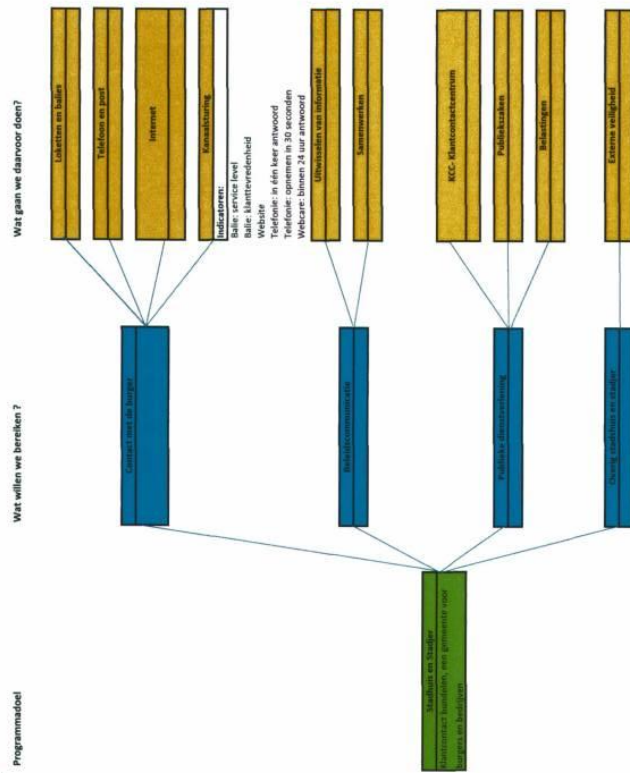 Programmadoel
Wat willen we bereiken ?
Wat gaan we daarvoor doen?
Stadhuis en Stadjer
Klantcontact bundelen, een gemeente voor
burgers en bedrijven
Contact met de burger
Loketten en balies
Telefoon en post
Internet
Kanaalsturing
Indicatoren:
Balie: service level
Balie: klanttevredenheid
Website
Telefonie: in één keer antwoord
Telefonie: opnemen in 30 seconden
Webcare: binnen 24 uur antwoord
Beleidscommunicatie
Uitwisselen van informatie
Samenwerken
Publieke dienstverlening
KCC- Klantcontactcentrum
Publiekszaken
Belastingen
Overig stadshuis en stadjer
Externe veiligheid